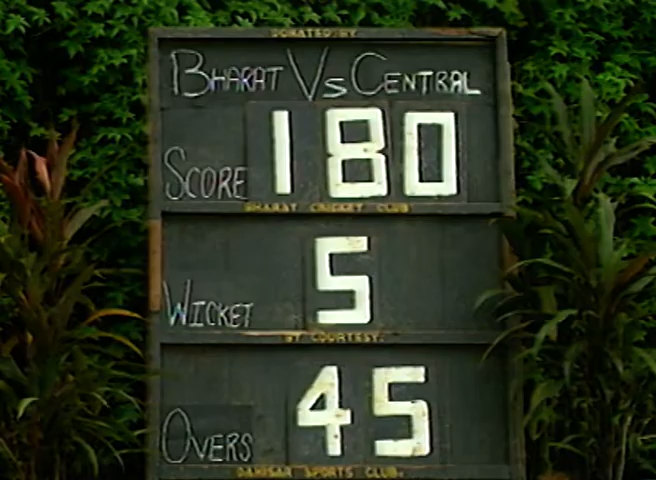 DONATED BY
BHARAT VS CENTRAL
SCORE 180
BHARAT CRICKET CLUB
WICKET 5
BY COURTESY.
OVERS 45
DAHISAR SPORTS CLUB.